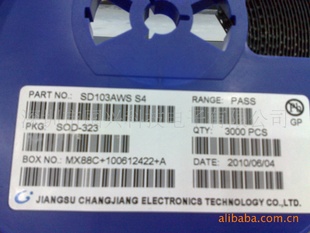 PART NO.: SD103AWS S4
RANGE: PASS
GP
PKG: SOD-323
QTY: 3000 PCS
BOX NO.: MX88C+100612422+A
DATE: 2010/06/04
JIANGSU CHANGJIANG ELECTRONICS TECHNOLOGY CO.,LTD.
alibaba.com.cn